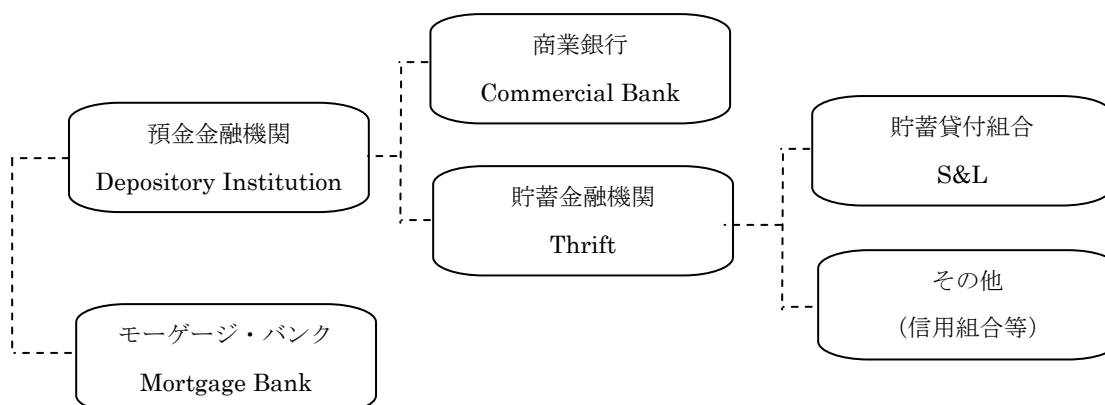 商業銀行
Commercial Bank
預金金融機関
Depository Institution
貯蓄貸付組合
S&L
貯蓄金融機関
Thrift
その他
（信用組合等）
モーゲージ・バンク
Mortgage Bank